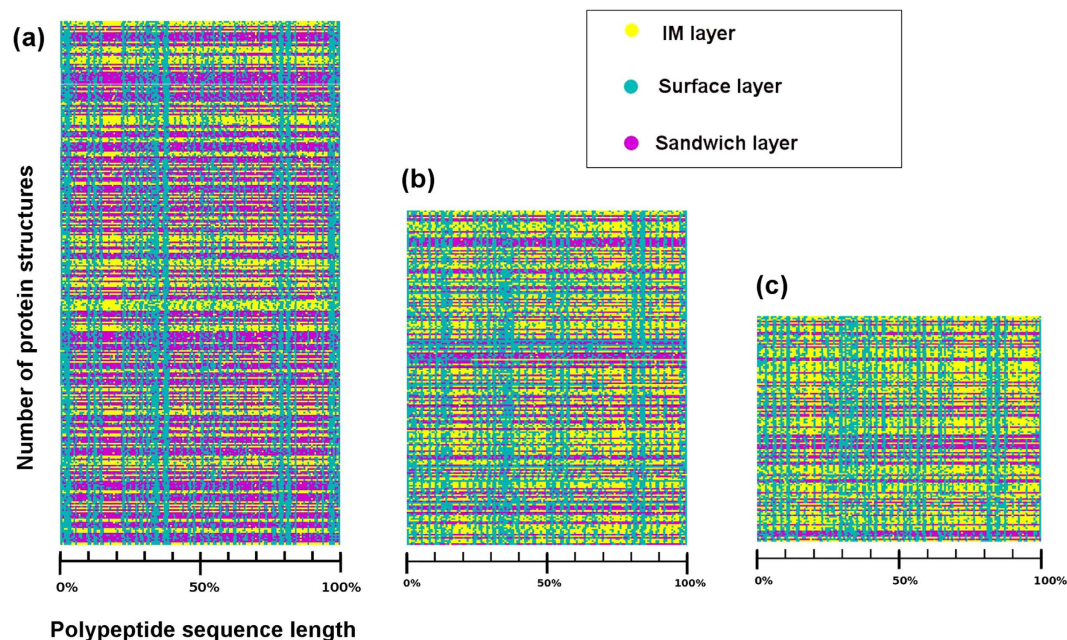 (a)
IM layer
Surface layer
Sandwich layer
(b)
(c)
Number of protein structures
0% 50% 100%
0% 50% 100%
0% 50% 100%
Polypeptide sequence length